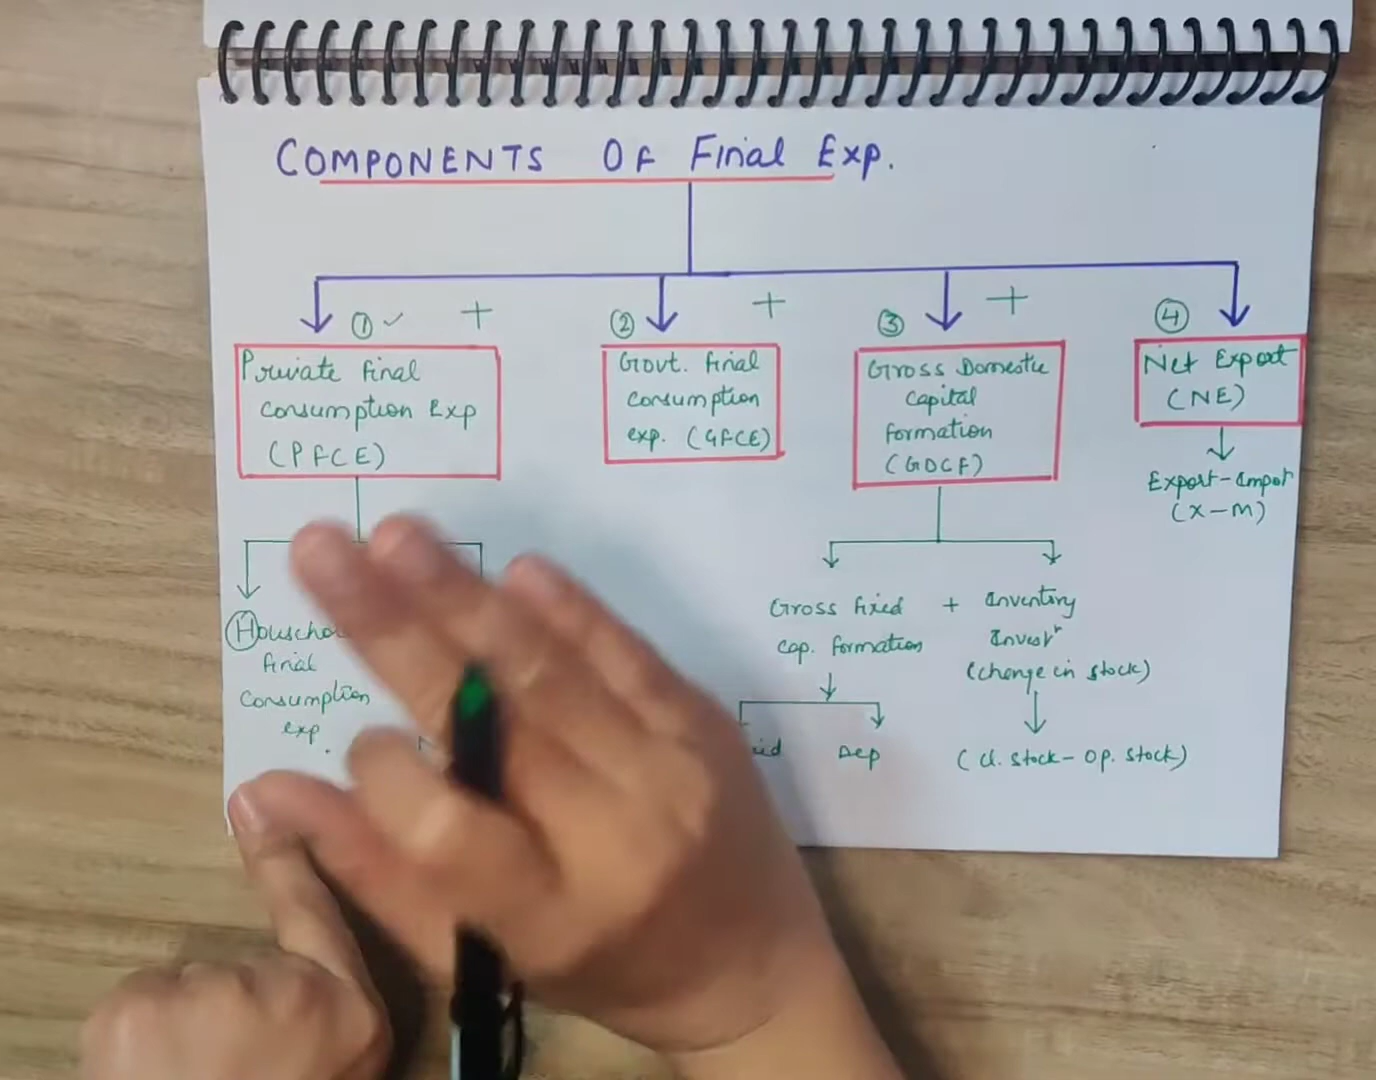 COMPONENTS OF Final Exp.
① ✓ +
② +
③ +
④
Private final
consumption Exp
(PFCE)
Govt. final
consumption
exp. (GFCE)
Gross Domestic
capital
formation
(GDCF)
Net Export
(NE)
Export-Import
(X-M)
final
consumption
exp.
Gross fixed
cap. formation
+
Inventory
Invest^t
(change in stock)
Dep
(cl. stock- op. stock)